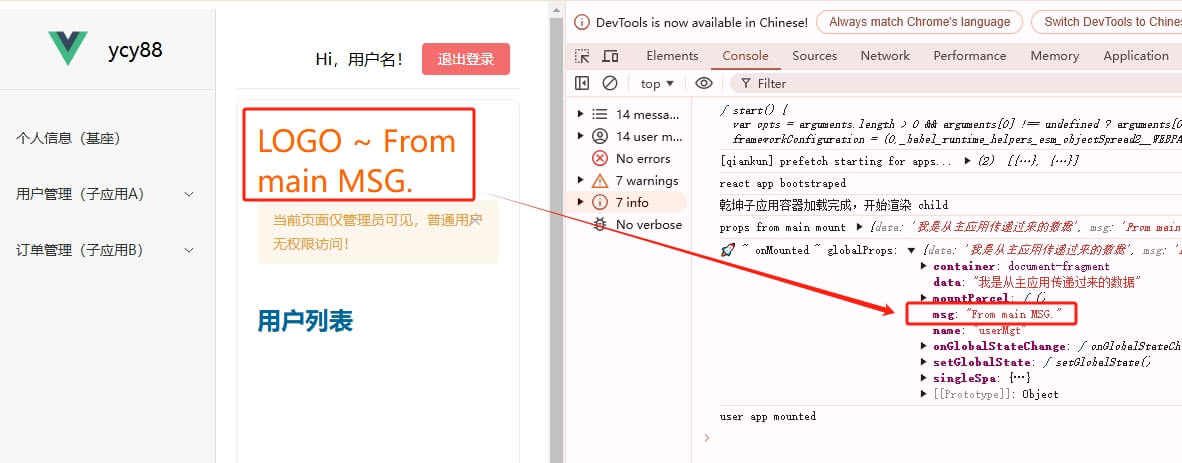 ycy88
个人信息（基座）
用户管理（子应用A）
订单管理（子应用B）
Hi，用户名！
退出登录
LOGO ~ From
main MSG.
当前页面仅管理员可见，普通用户
无权限访问！
用户列表
DevTools is now available in Chinese!
Always match Chrome's language
Switch DevTools to Chinese
Elements
Console
Sources
Network
Performance
Memory
Application
top
Filter
14 messa...
14 user m...
No errors
7 warnings
7 info
No verbose
ƒ start() {
var opts = arguments.length > 0 && arguments[0] !== undefined ? arguments[0
frameworkConfiguration = (0,_babel_runtime_helpers_esm_objectSpread2__WEBPA
[qiankun] prefetch starting for apps... (2) [{…}, {…}]
react app bootstraped
乾坤子应用容器加载完成，开始渲染 child
props from main mount {data: '我是从主应用传递过来的数据', msg: 'From main
🚀 ~ onMounted ~ globalProps: {data: '我是从主应用传递过来的数据', msg:
container: document-fragment
data: "我是从主应用传递过来的数据"
mountParcel: ƒ ()
msg: "From main MSG."
name: "userMgt"
onGlobalStateChange: ƒ onGlobalStateCh
setGlobalState: ƒ setGlobalState()
singleSpa: {…}
[[Prototype]]: Object
user app mounted